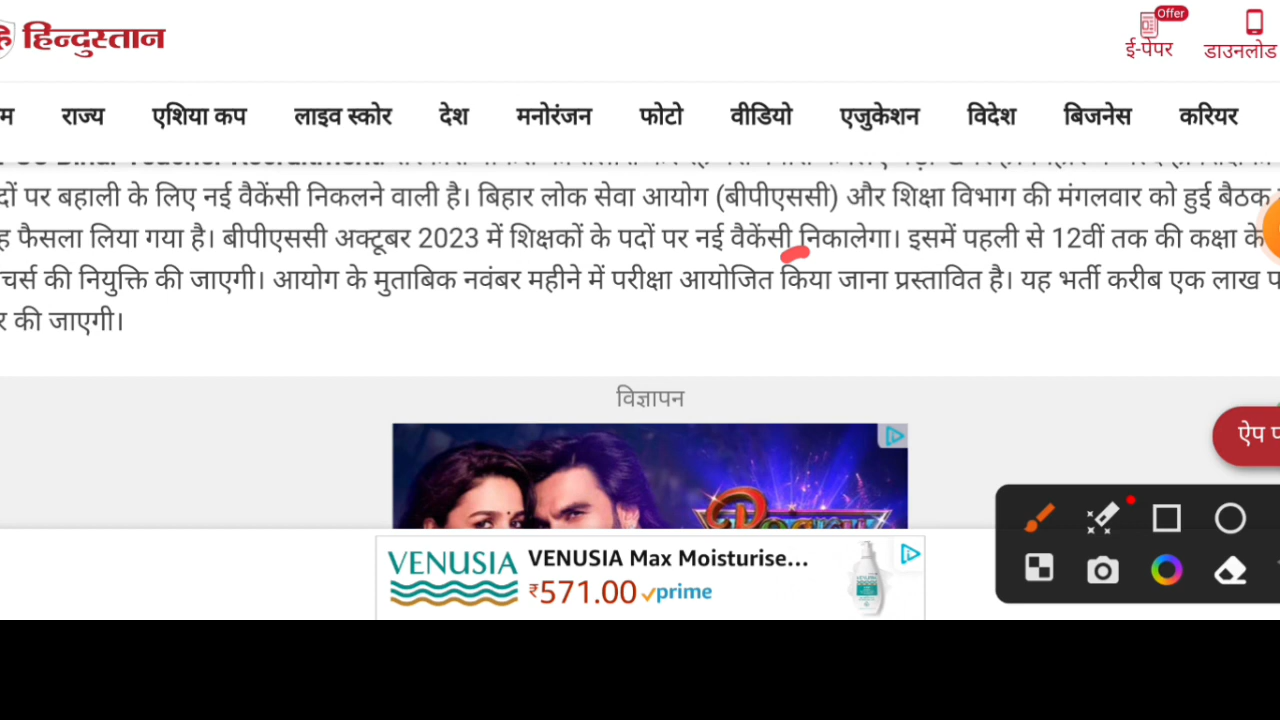 हिन्दुस्तान
Offer
ई-पेपर
डाउनलोड
राज्य एशिया कप लाइव स्कोर देश मनोरंजन फोटो वीडियो एजुकेशन विदेश बिजनेस करियर
पर बहाली के लिए नई वैकेंसी निकलने वाली है। बिहार लोक सेवा आयोग (बीपीएससी) और शिक्षा विभाग की मंगलवार को हुई बैठक
फैसला लिया गया है। बीपीएससी अक्टूबर 2023 में शिक्षकों के पदों पर नई वैकेंसी निकालेगा। इसमें पहली से 12वीं तक की कक्षा के
चर्स की नियुक्ति की जाएगी। आयोग के मुताबिक नवंबर महीने में परीक्षा आयोजित किया जाना प्रस्तावित है। यह भर्ती करीब एक लाख
की जाएगी।
विज्ञापन
ऐप
VENUSIA VENUSIA Max Moisturise...
₹571.00 prime